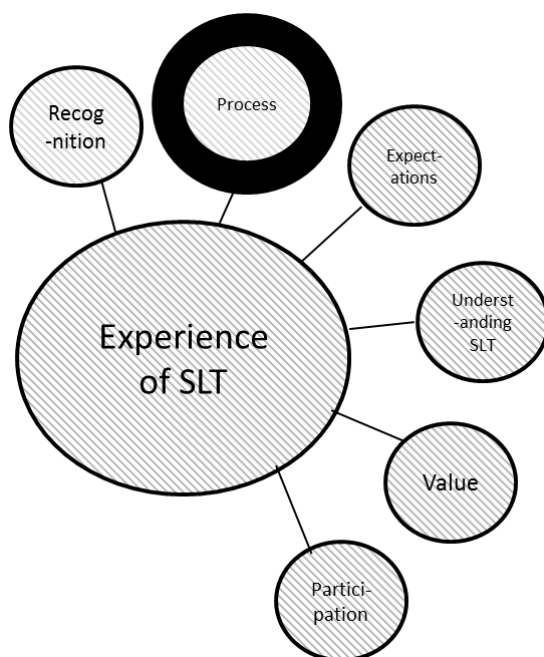 Recog
-nition
Process
Expect-
ations
Experience
of SLT
Underst
-anding
SLT
Value
Partici-
pation